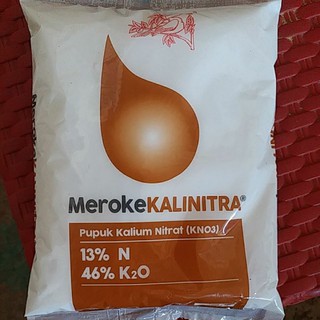 MerokeKALINITRA®
Pupuk Kalium Nitrat (KNO3)
13% N
46% K₂O